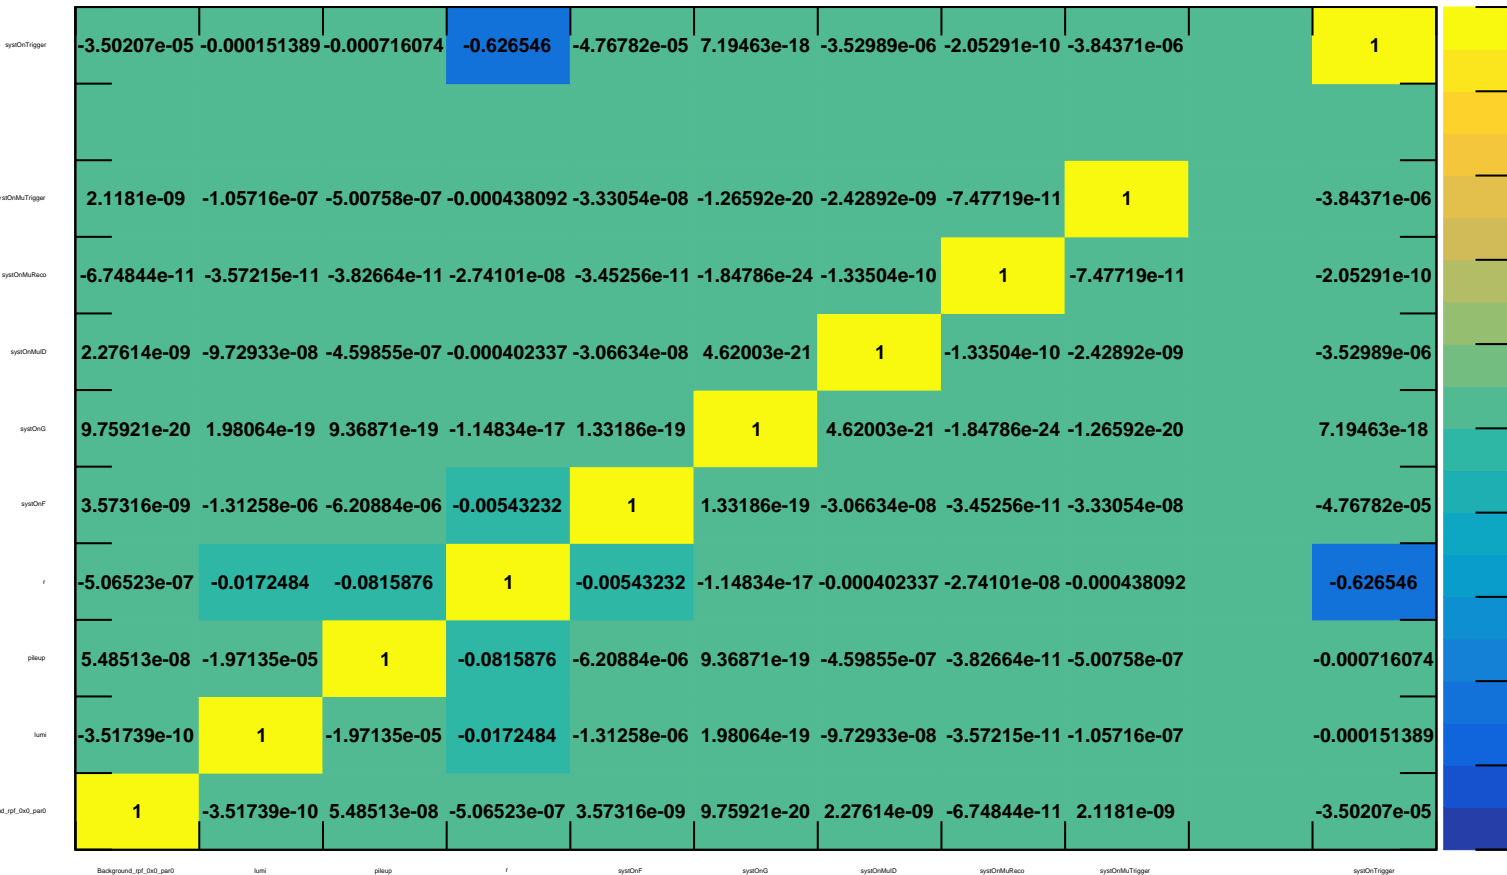 systOnTrigger -3.50207e-05 -0.000151389 -0.000716074 -0.626546 -4.76782e-05 7.19463e-18 -3.52989e-06 -2.05291e-10 -3.84371e-06 1
stOnMuTrigger 2.1181e-09 -1.05716e-07 -5.00758e-07 -0.000438092 -3.33054e-08 -1.26592e-20 -2.42892e-09 -7.47719e-11 1 -3.84371e-06
systOnMuReco -6.74844e-11 -3.57215e-11 -3.82664e-11 -2.74101e-08 -3.45256e-11 -1.84786e-24 -1.33504e-10 1 -7.47719e-11 -2.05291e-10
systOnMuID 2.27614e-09 -9.72933e-08 -4.59855e-07 -0.000402337 -3.06634e-08 4.62003e-21 1 -1.33504e-10 -2.42892e-09 -3.52989e-06
systOnG 9.75921e-20 1.98064e-19 9.36871e-19 -1.14834e-17 1.33186e-19 1 4.62003e-21 -1.84786e-24 -1.26592e-20 7.19463e-18
systOnF 3.57316e-09 -1.31258e-06 -6.20884e-06 -0.00543232 1 1.33186e-19 -3.06634e-08 -3.45256e-11 -3.33054e-08 -4.76782e-05
r -5.06523e-07 -0.0172484 -0.0815876 1 -0.00543232 -1.14834e-17 -0.000402337 -2.74101e-08 -0.000438092 -0.626546
pileup 5.48513e-08 -1.97135e-05 1 -0.0815876 -6.20884e-06 9.36871e-19 -4.59855e-07 -3.82664e-11 -5.00758e-07 -0.000716074
lumi -3.51739e-10 1 -1.97135e-05 -0.0172484 -1.31258e-06 1.98064e-19 -9.72933e-08 -3.57215e-11 -1.05716e-07 -0.000151389
d_rpf_0x0_par0 1 -3.51739e-10 5.48513e-08 -5.06523e-07 3.57316e-09 9.75921e-20 2.27614e-09 -6.74844e-11 2.1181e-09 -3.50207e-05
Background_rpf_0x0_par0 lumi pileup r systOnF systOnG systOnMuID systOnMuReco systOnMuTrigger systOnTrigger